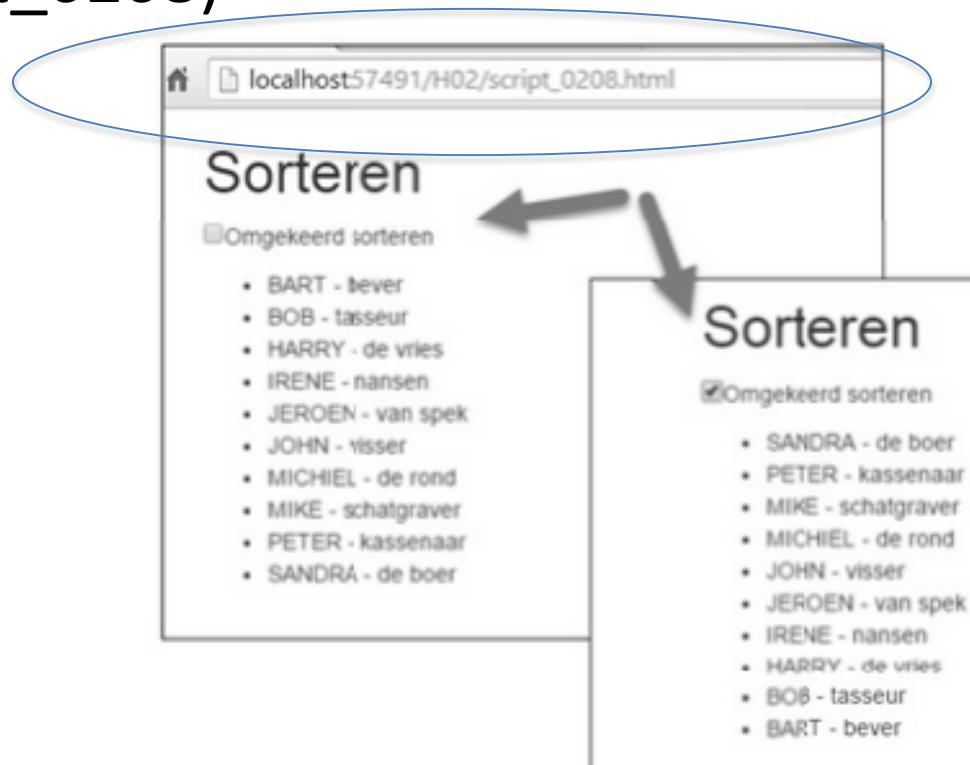 t_0208)
localhost:57491/H02/script_0208.html
Sorteren
Omgekeerd sorteren
• BART - bever
• BOB - tasseur
• HARRY - de vries
• IRENE - nansen
• JEROEN - van spek
• JOHN - visser
• MICHIEL - de rond
• MIKE - schatgraver
• PETER - kassenaar
• SANDRA - de boer
Sorteren
Omgekeerd sorteren
• SANDRA - de boer
• PETER - kassenaar
• MIKE - schatgraver
• MICHIEL - de rond
• JOHN - visser
• JEROEN - van spek
• IRENE - nansen
• HARRY - de vries
• BOB - tasseur
• BART - bever